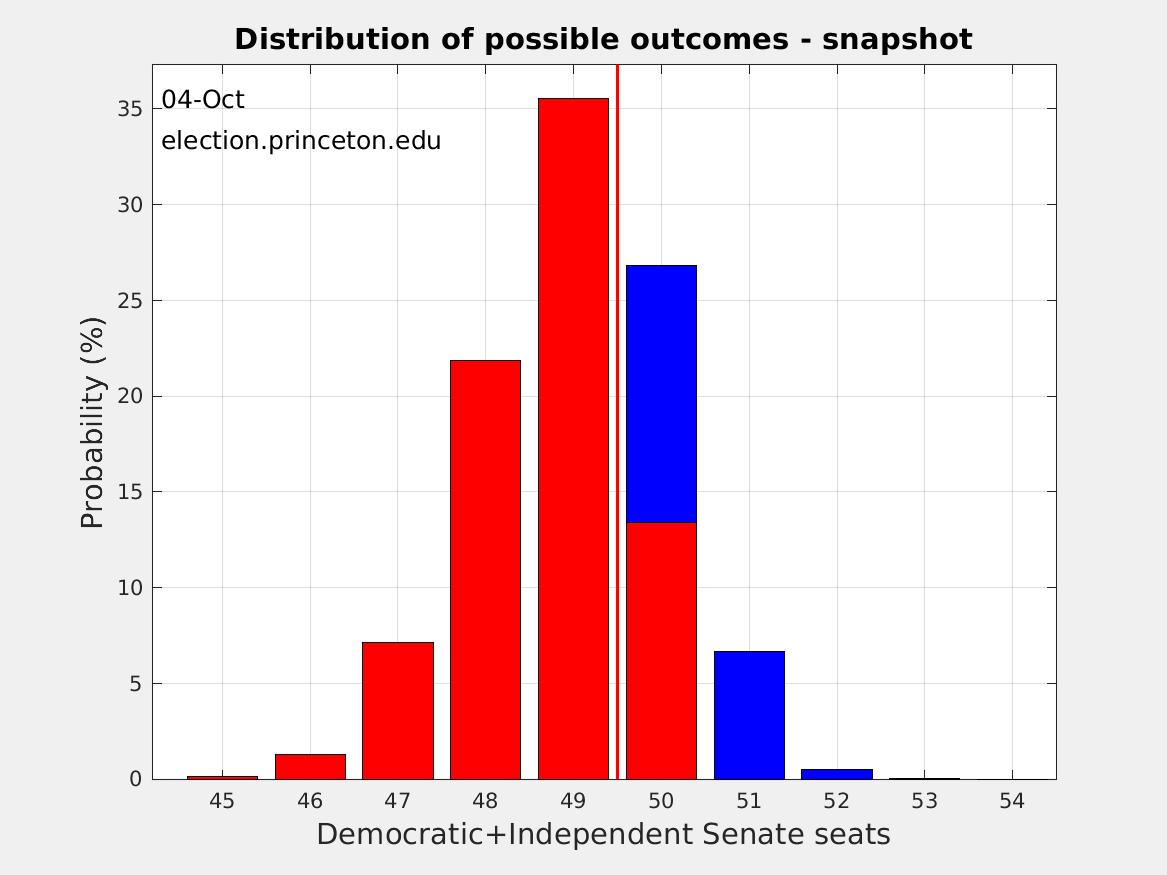 Distribution of possible outcomes - snapshot
04-Oct
election.princeton.edu
35
30
25
20
15
10
5
0
Probability (%)
45 46 47 48 49 50 51 52 53 54
Democratic+Independent Senate seats